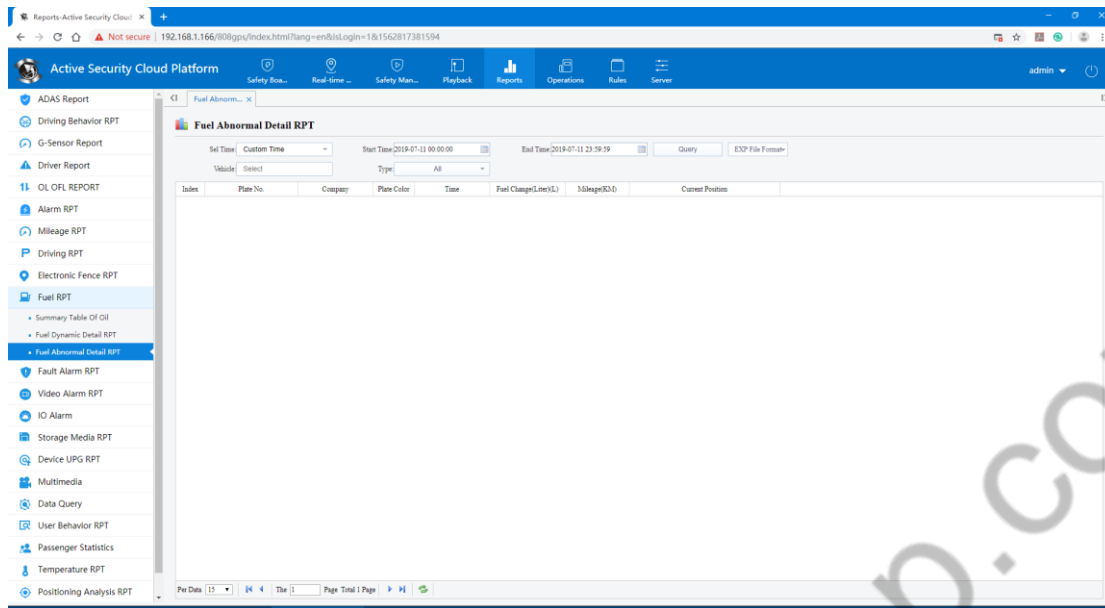 Reports-Active Security Cloud
Not secure | 192.168.1.166/808gps/index.html?lang=en&isLogin=1&1562817381594
Active Security Cloud Platform
Safety Boa...
Real-time ...
Safety Man...
Playback
Reports
Operations
Rules
Server
admin
ADAS Report
Driving Behavior RPT
G-Sensor Report
Driver Report
OL OFL REPORT
Alarm RPT
Mileage RPT
Driving RPT
Electronic Fence RPT
Fuel RPT
Summary Table Of Oil
Fuel Dynamic Detail RPT
Fuel Abnormal Detail RPT
Fault Alarm RPT
Video Alarm RPT
IO Alarm
Storage Media RPT
Device UPG RPT
Multimedia
Data Query
User Behavior RPT
Passenger Statistics
Temperature RPT
Positioning Analysis RPT
Fuel Abnorm...
Fuel Abnormal Detail RPT
Sel Time: Custom Time Start Time: 2019-07-11 00:00:00 End Time: 2019-07-11 23:59:59 Query EXP File Format
Vehicle: Select Type: All
Index Plate No. Company Plate Color Time Fuel Change(Liter)(L) Mileage(KM) Current Position
Per Data 15 The 1 Page Total 1 Page